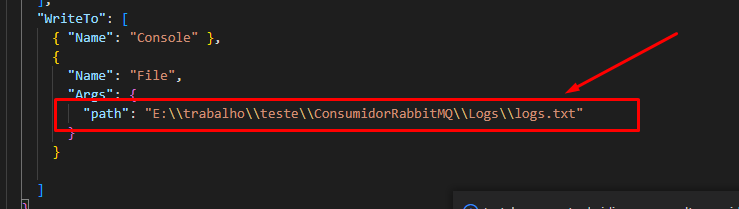 ],
"WriteTo": [
{ "Name": "Console" },
{
"Name": "File",
"Args": {
"path": "E:\\trabalho\\teste\\ConsumidorRabbitMQ\\Logs\\logs.txt"
}
}
]
}